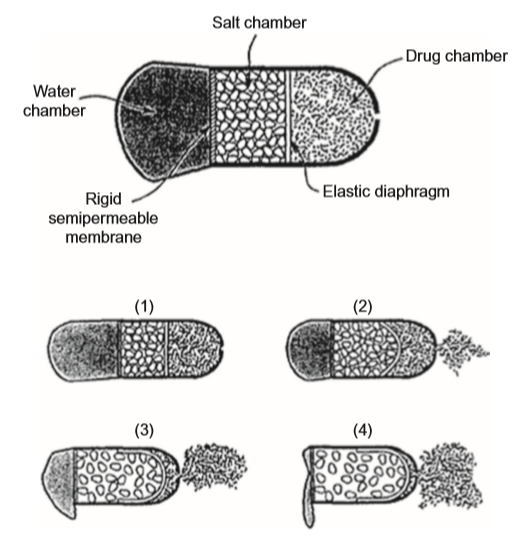 Salt chamber
Drug chamber
Water
chamber
Elastic diaphragm
Rigid
semipermeable
membrane
(1)
(2)
(3)
(4)